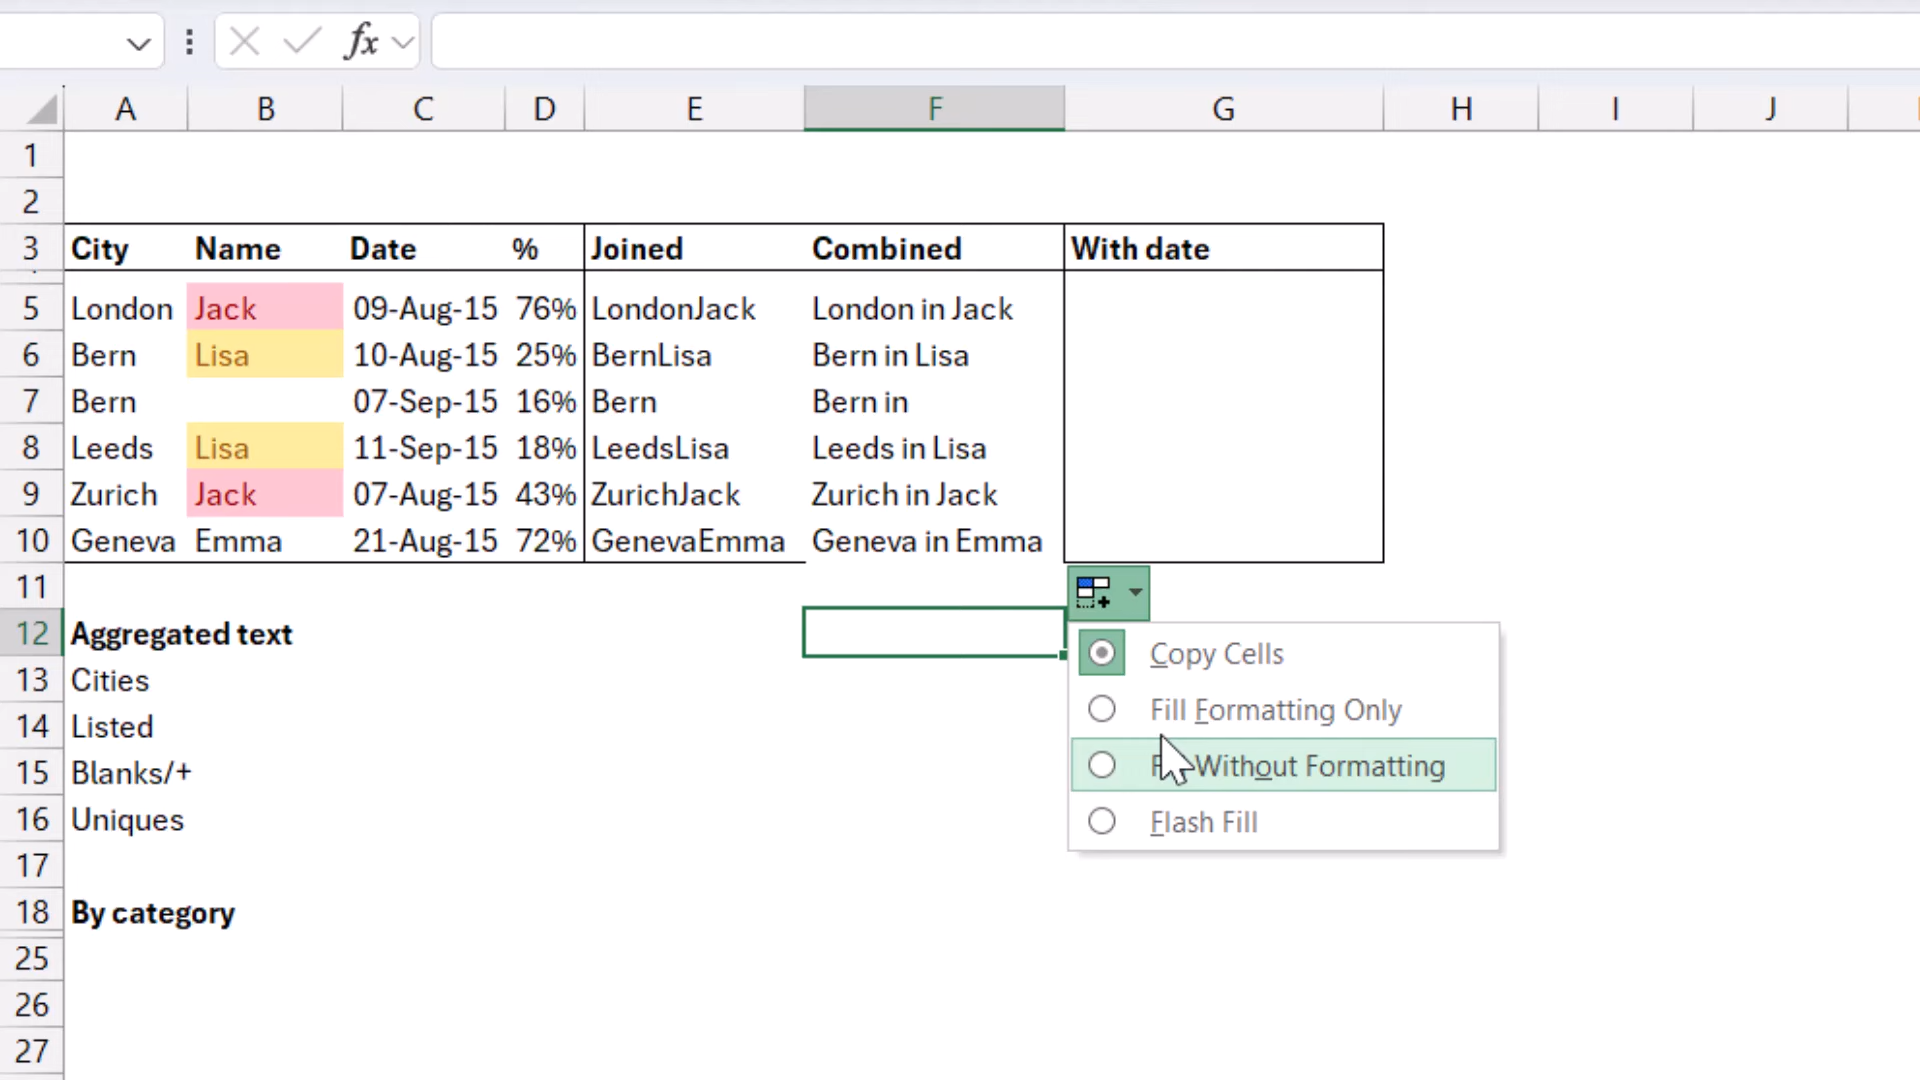 fx
A B C D E F G H I J
1
2
3 City Name Date % Joined Combined With date
5 London Jack 09-Aug-15 76% LondonJack London in Jack
6 Bern Lisa 10-Aug-15 25% BernLisa Bern in Lisa
7 Bern 07-Sep-15 16% Bern Bern in
8 Leeds Lisa 11-Sep-15 18% LeedsLisa Leeds in Lisa
9 Zurich Jack 07-Aug-15 43% ZurichJack Zurich in Jack
10 Geneva Emma 21-Aug-15 72% GenevaEmma Geneva in Emma
11
12 Aggregated text
13 Cities
14 Listed
15 Blanks/+
16 Uniques
17
18 By category
25
26
27
Copy Cells
Fill Formatting Only
Without Formatting
Flash Fill